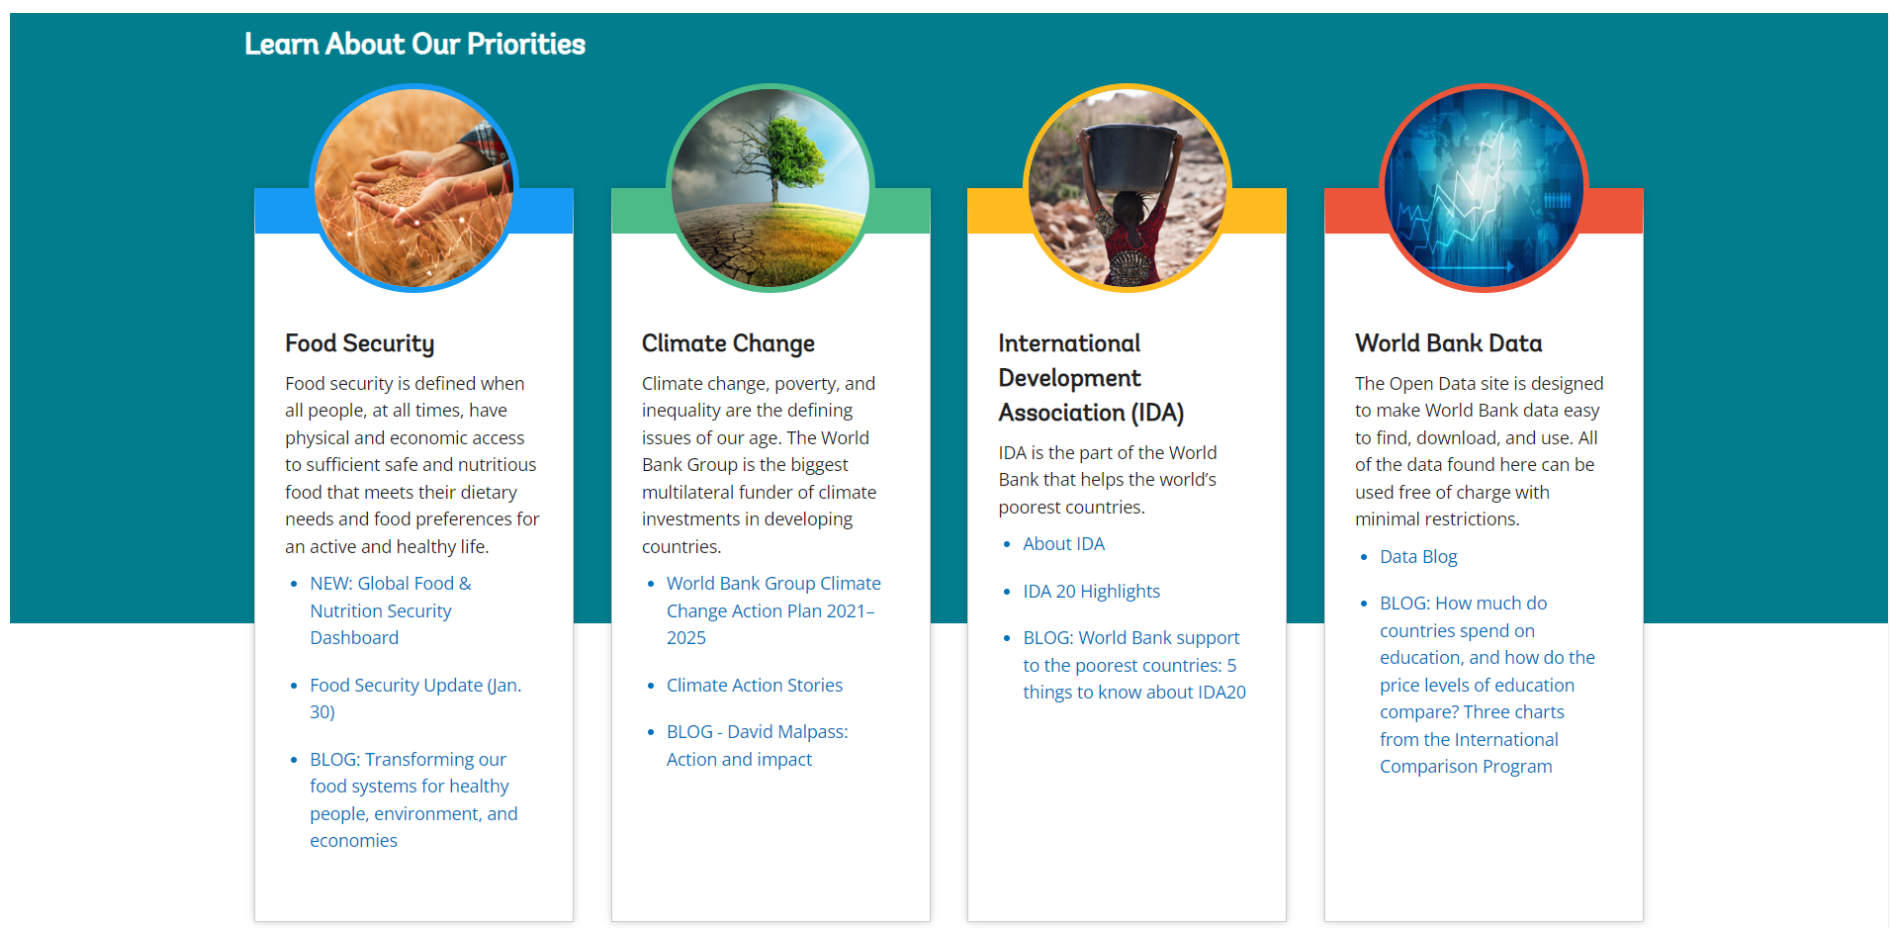 Learn About Our Priorities
Food Security
Food security is defined when
all people, at all times, have
physical and economic access
to sufficient safe and nutritious
food that meets their dietary
needs and food preferences for
an active and healthy life.
NEW: Global Food &
Nutrition Security
Dashboard
Food Security Update (Jan.
30)
BLOG: Transforming our
food systems for healthy
people, environment, and
economies
Climate Change
Climate change, poverty, and
inequality are the defining
issues of our age. The World
Bank Group is the biggest
multilateral funder of climate
investments in developing
countries.
World Bank Group Climate
Change Action Plan 2021–
2025
Climate Action Stories
BLOG - David Malpass:
Action and impact
International
Development
Association (IDA)
IDA is the part of the World
Bank that helps the world’s
poorest countries.
About IDA
IDA 20 Highlights
BLOG: World Bank support
to the poorest countries: 5
things to know about IDA20
World Bank Data
The Open Data site is designed
to make World Bank data easy
to find, download, and use. All
of the data found here can be
used free of charge with
minimal restrictions.
Data Blog
BLOG: How much do
countries spend on
education, and how do the
price levels of education
compare? Three charts
from the International
Comparison Program